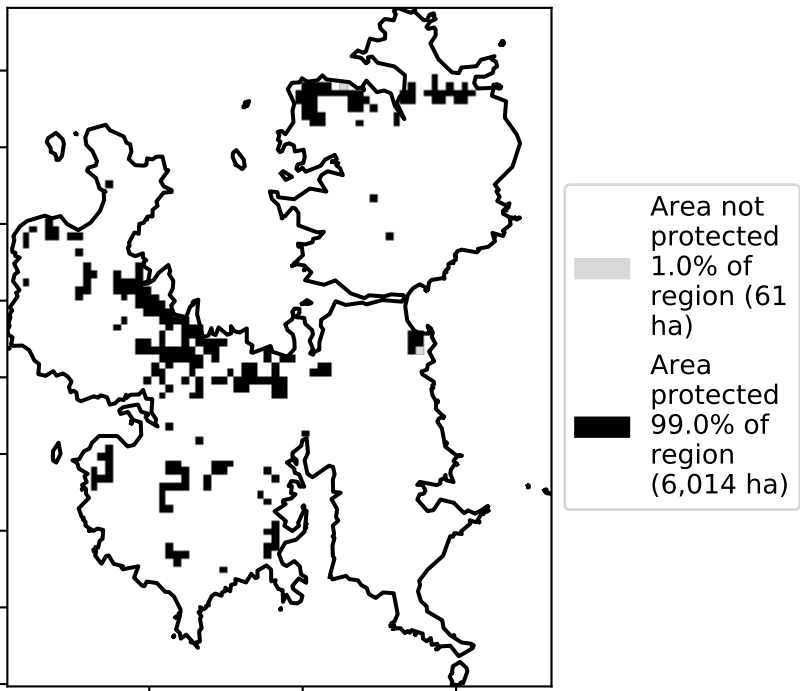 Area not
protected
1.0% of
region (61
ha)
Area
protected
99.0% of
region
(6,014 ha)